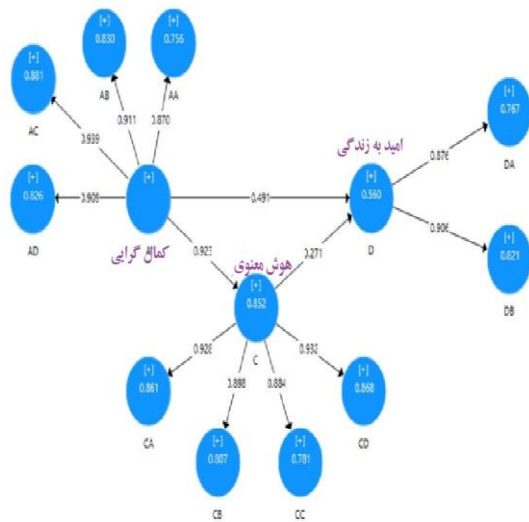 [+]
0.830
AB
[+]
0.756
AA
[+]
0.881
AC
[+]
0.767
DA
0.911
0.870
0.939
امید به زندگی
0.876
[+]
0.826
AD
0.909
[+]
کمال گرایی
0.491
[+]
0.560
D
0.906
[+]
0.821
DB
0.923
هوش معنوی
0.271
[+]
0.852
C
0.928
0.898
0.884
0.932
[+]
0.861
CA
[+]
0.807
CB
[+]
0.781
CC
[+]
0.868
CD